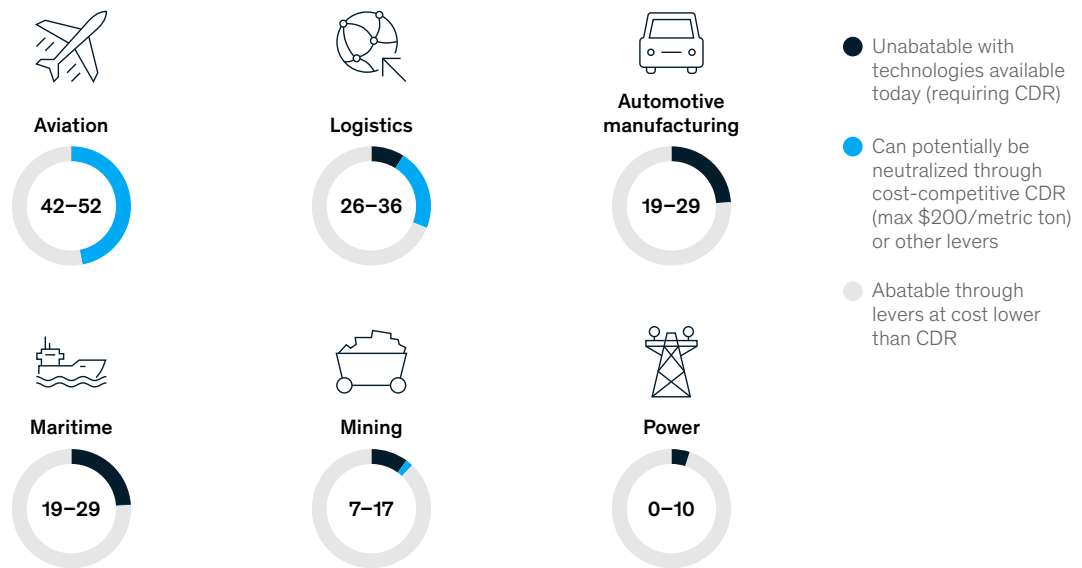 Aviation
42–52
Logistics
26–36
Automotive
manufacturing
19–29
Maritime
19–29
Mining
7–17
Power
0–10
Unabatable with
technologies available
today (requiring CDR)
Can potentially be
neutralized through
cost-competitive CDR
(max $200/metric ton)
or other levers
Abatable through
levers at cost lower
than CDR